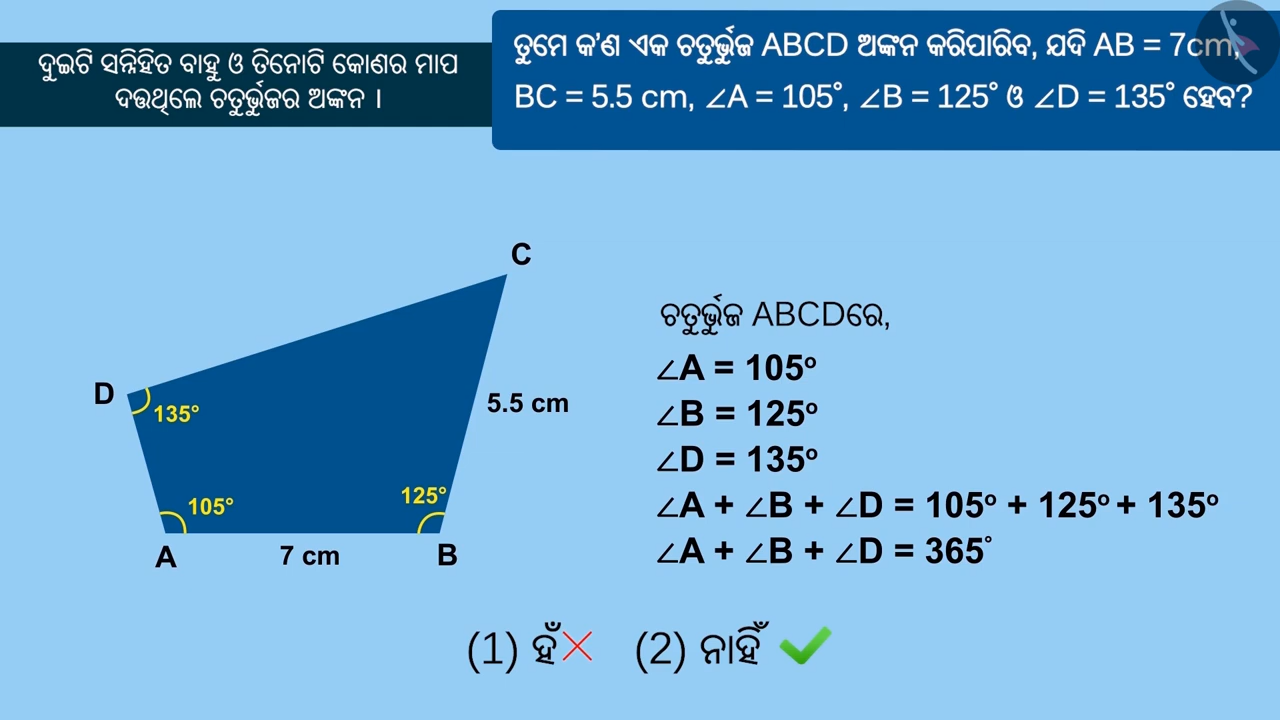 ଦୁଇଟି ସନ୍ନିହିତ ବାହୁ ଓ ତିନୋଟି କୋଣର ମାପ
ଦତ୍ତଥିଲେ ଚତୁର୍ଭୁଜର ଅଙ୍କନ ।
ତୁମେ କ'ଣ ଏକ ଚତୁର୍ଭୁଜ ABCD ଅଙ୍କନ କରିପାରିବ, ଯଦି AB = 7cm,
BC = 5.5 cm, ∠A = 105°, ∠B = 125° ଓ ∠D = 135° ହେବ?
C
D
135°
5.5 cm
105°
125°
A
7 cm
B
ଚତୁର୍ଭୁଜ ABCDରେ,
∠A = 105°
∠B = 125°
∠D = 135°
∠A + ∠B + ∠D = 105° + 125° + 135°
∠A + ∠B + ∠D = 365°
(1) ହଁ (2) ନାହିଁ